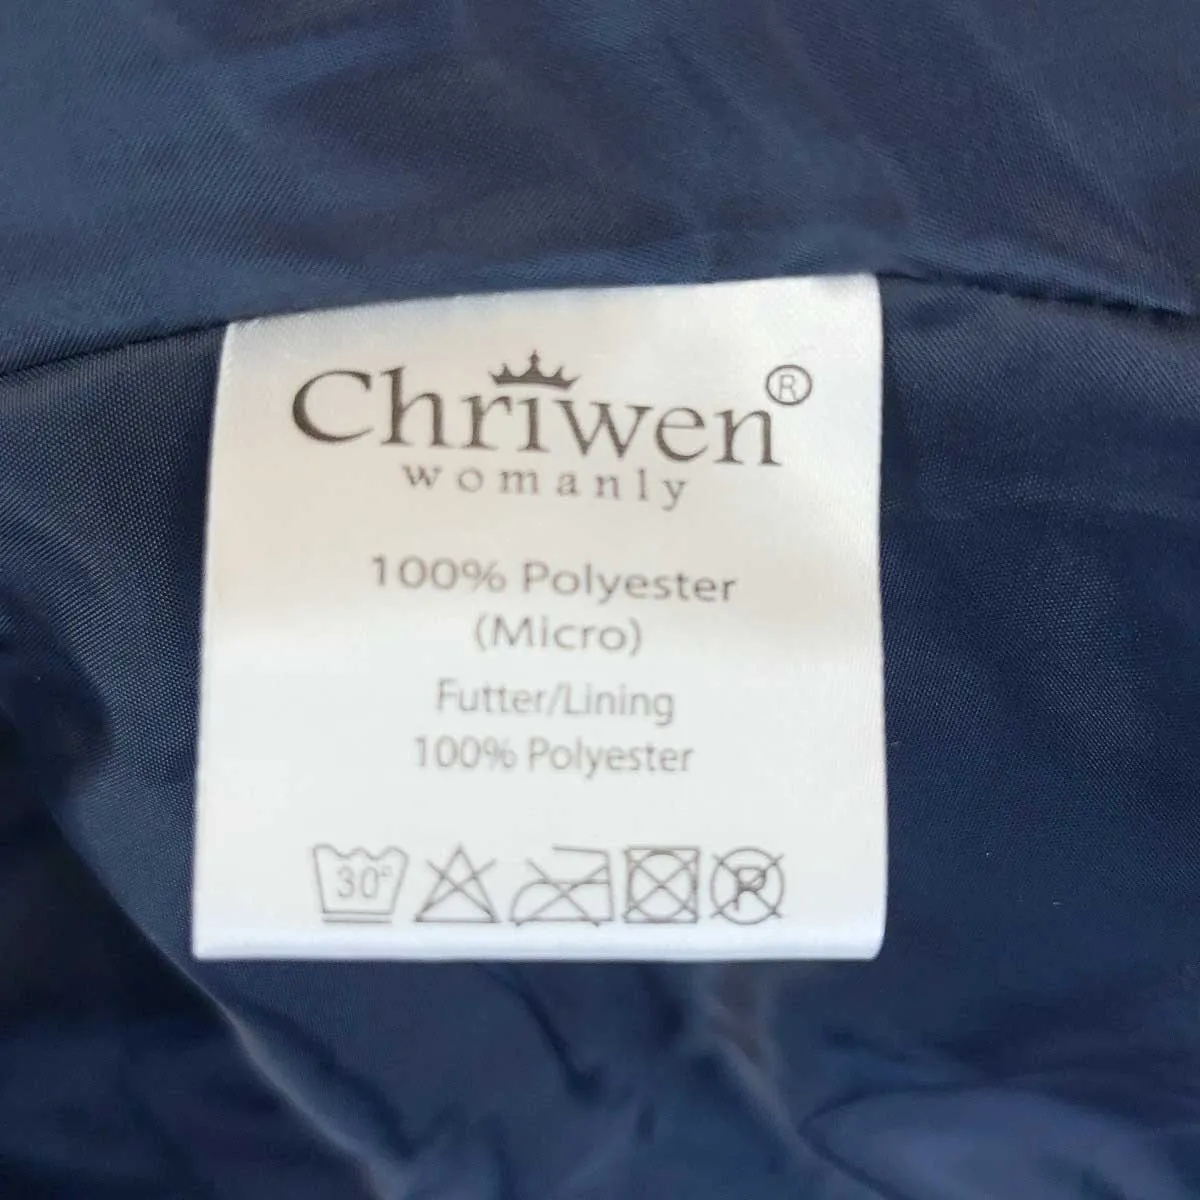 Chriwen®
womanly
100% Polyester
(Micro)
Futter/Lining
100% Polyester
30° P